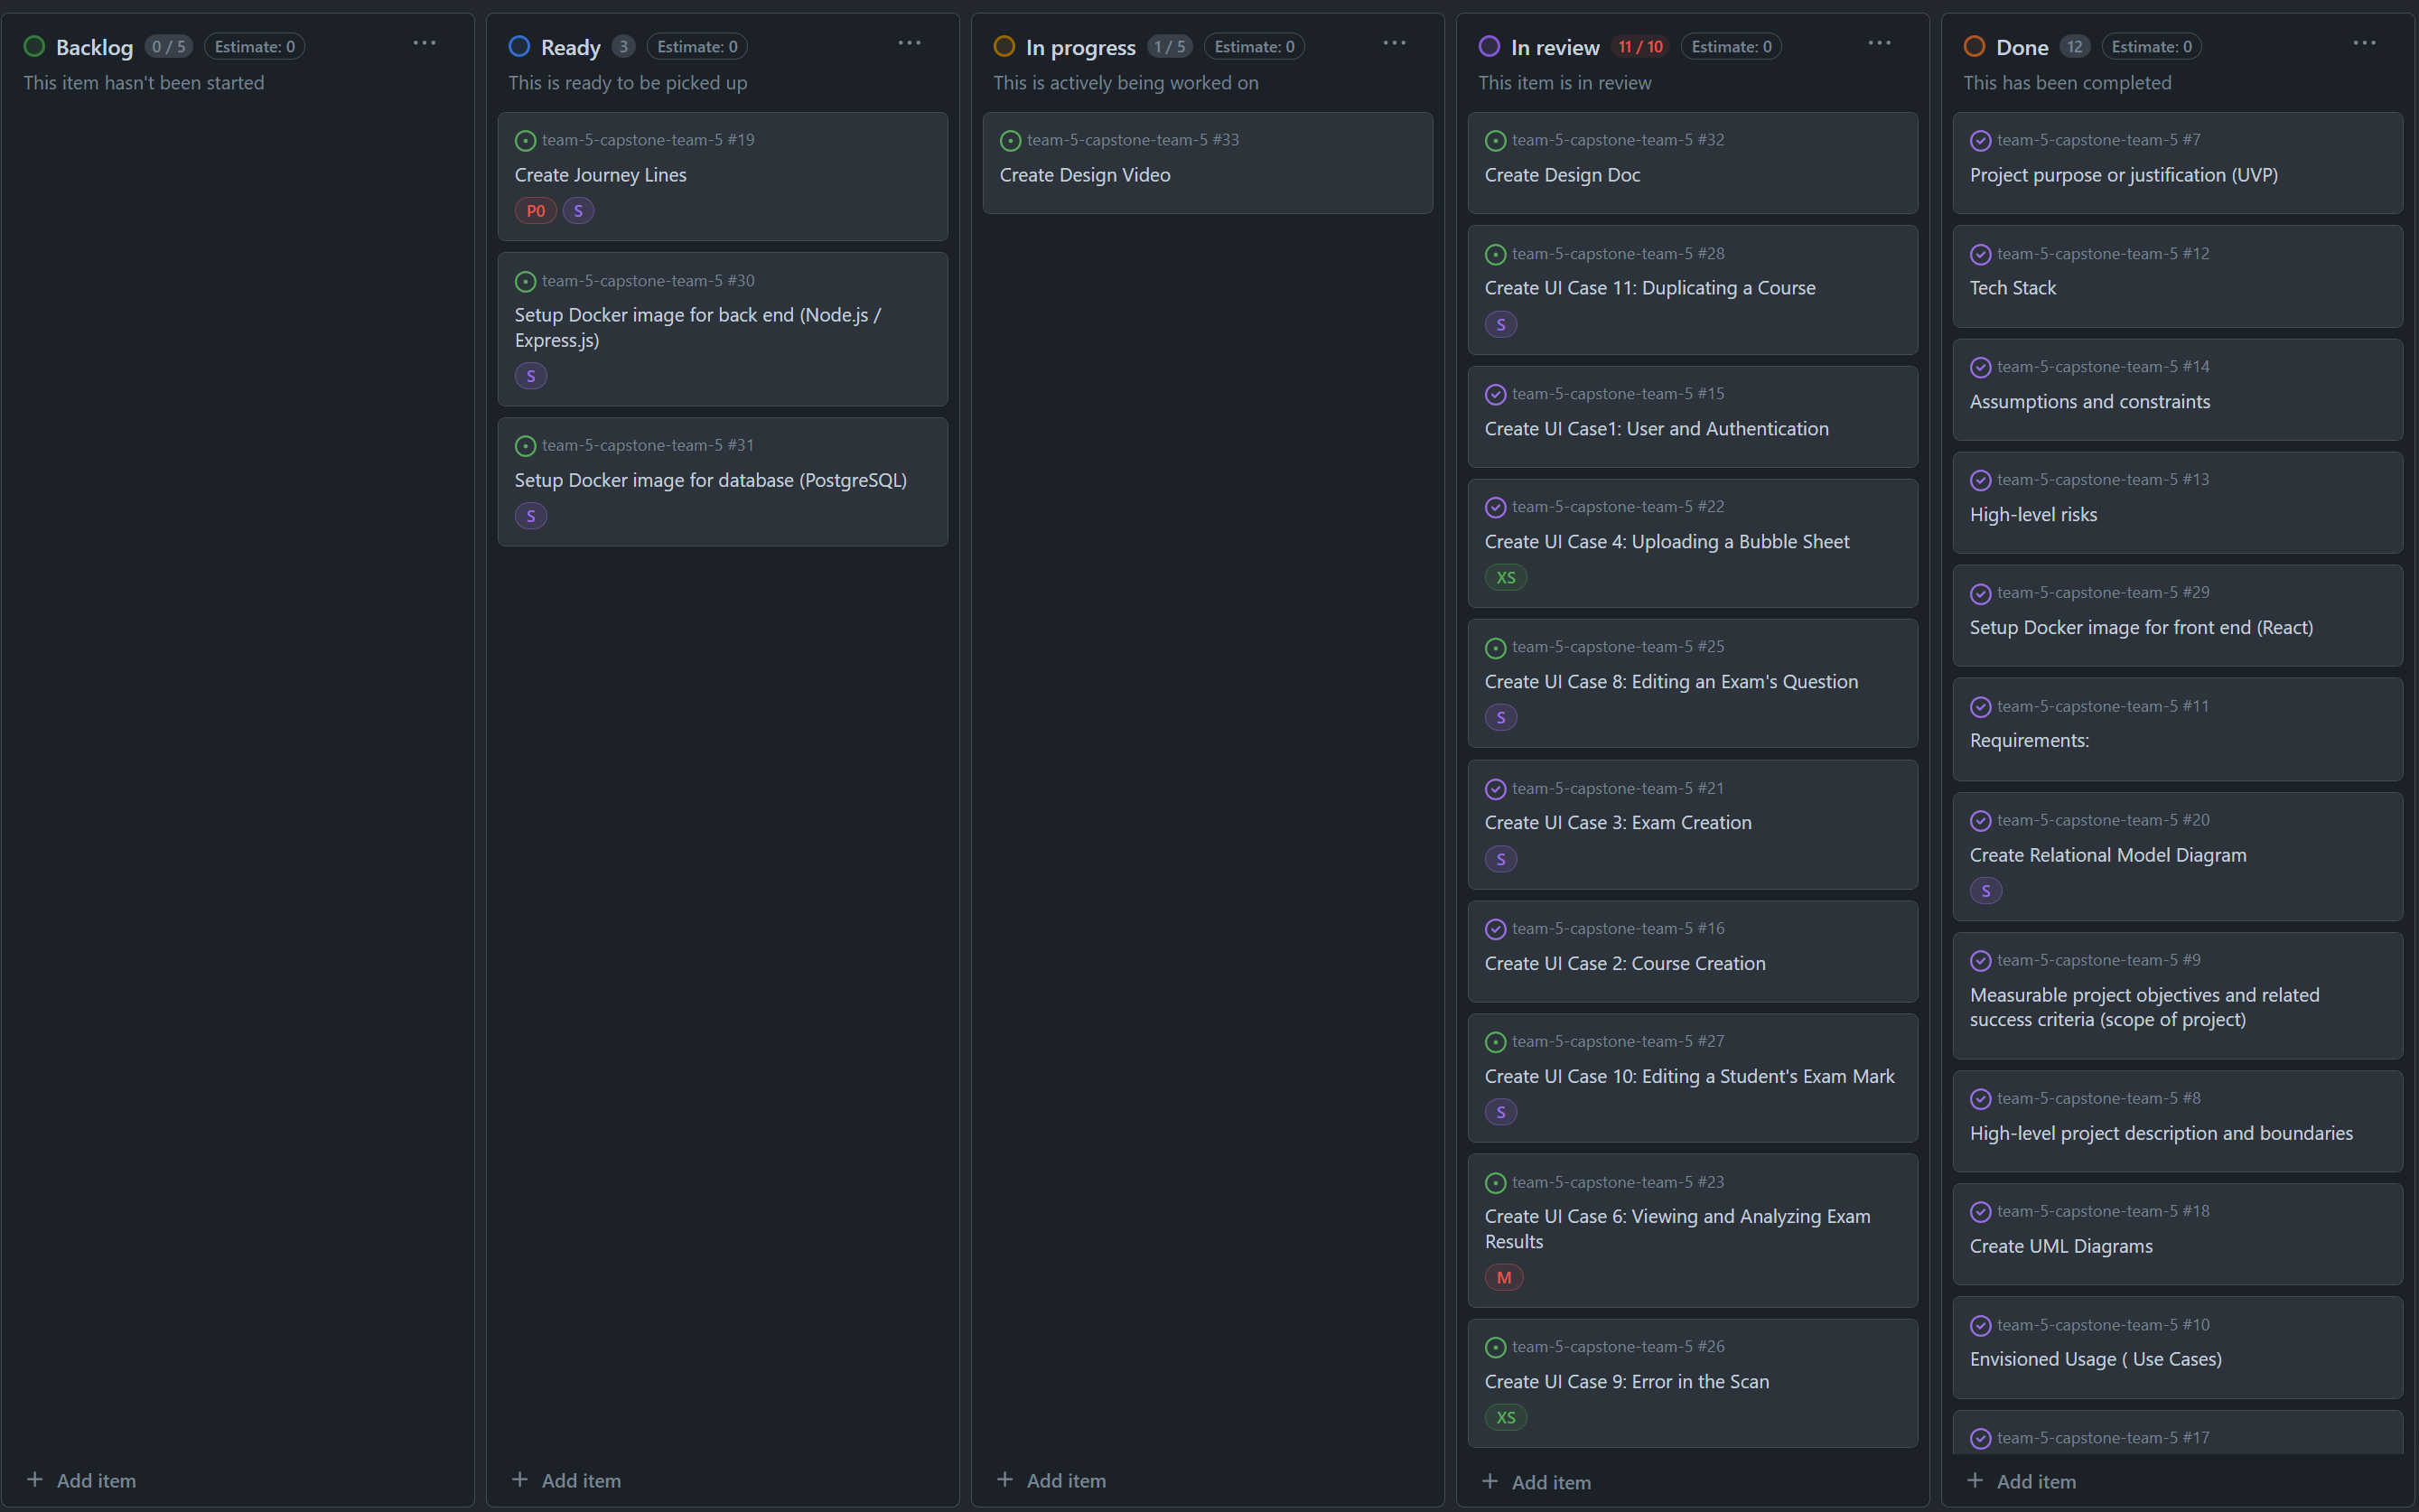 Backlog 0 / 5 Estimate: 0
This item hasn't been started
Add item
Ready 3 Estimate: 0
This is ready to be picked up
team-5-capstone-team-5 #19
Create Journey Lines
P0 S
team-5-capstone-team-5 #30
Setup Docker image for back end (Node.js /
Express.js)
S
team-5-capstone-team-5 #31
Setup Docker image for database (PostgreSQL)
S
Add item
In progress 1 / 5 Estimate: 0
This is actively being worked on
team-5-capstone-team-5 #33
Create Design Video
Add item
In review 11 / 10 Estimate: 0
This item is in review
team-5-capstone-team-5 #32
Create Design Doc
team-5-capstone-team-5 #28
Create UI Case 11: Duplicating a Course
S
team-5-capstone-team-5 #15
Create UI Case1: User and Authentication
team-5-capstone-team-5 #22
Create UI Case 4: Uploading a Bubble Sheet
XS
team-5-capstone-team-5 #25
Create UI Case 8: Editing an Exam's Question
S
team-5-capstone-team-5 #21
Create UI Case 3: Exam Creation
S
team-5-capstone-team-5 #16
Create UI Case 2: Course Creation
team-5-capstone-team-5 #27
Create UI Case 10: Editing a Student's Exam Mark
S
team-5-capstone-team-5 #23
Create UI Case 6: Viewing and Analyzing Exam
Results
M
team-5-capstone-team-5 #26
Create UI Case 9: Error in the Scan
XS
Add item
Done 12 Estimate: 0
This has been completed
team-5-capstone-team-5 #7
Project purpose or justification (UVP)
team-5-capstone-team-5 #12
Tech Stack
team-5-capstone-team-5 #14
Assumptions and constraints
team-5-capstone-team-5 #13
High-level risks
team-5-capstone-team-5 #29
Setup Docker image for front end (React)
team-5-capstone-team-5 #11
Requirements:
team-5-capstone-team-5 #20
Create Relational Model Diagram
S
team-5-capstone-team-5 #9
Measurable project objectives and related
success criteria (scope of project)
team-5-capstone-team-5 #8
High-level project description and boundaries
team-5-capstone-team-5 #18
Create UML Diagrams
team-5-capstone-team-5 #10
Envisioned Usage ( Use Cases)
team-5-capstone-team-5 #17
Add item